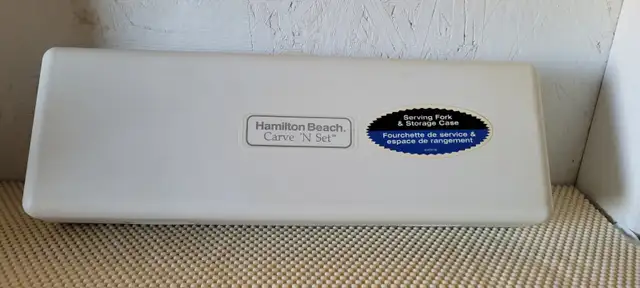 Hamilton Beach.
Carve 'N Set™
Serving Fork
& Storage Case
Fourchette de service &
espace de rangement